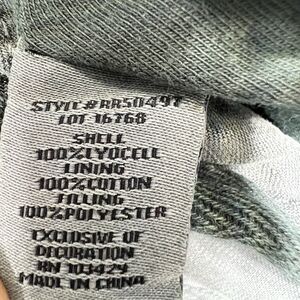 STYLE#RR50497
LOT 16768
SHELL
100%LYOCELL
LINING
100%COTTON
FILLING
100%POLYESTER
EXCLUSIVE OF
DECORATION
RN 103429
MADE IN CHINA